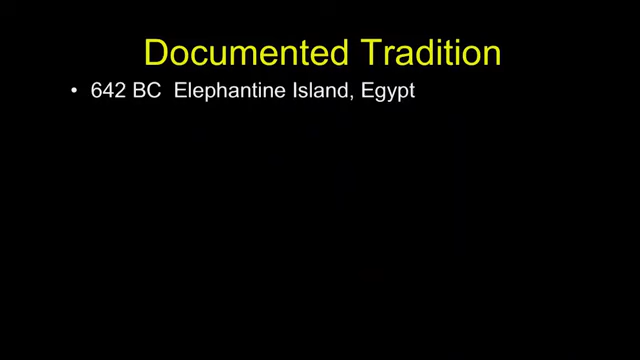 Documented Tradition
• 642 BC Elephantine Island, Egypt